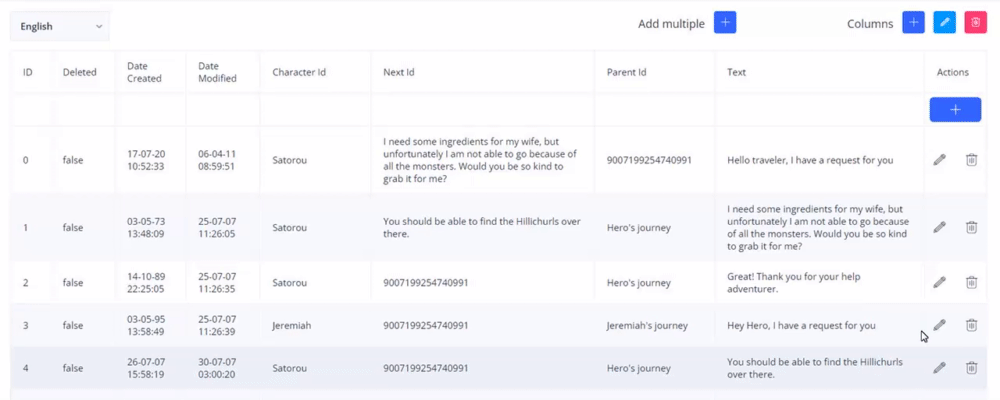 English
Add multiple
Columns
ID
Deleted
Date
Created
Date
Modified
Character Id
Next Id
Parent Id
Text
Actions
0
false
17-07-20
10:52:33
06-04-11
08:59:51
Satorou
I need some ingredients for my wife, but
unfortunately I am not able to go because of
all the monsters. Would you be so kind to
grab it for me?
9007199254740991
Hello traveler, I have a request for you
1
false
03-05-73
13:48:09
25-07-07
11:26:05
Satorou
You should be able to find the Hillichurls over
there.
Hero's journey
I need some ingredients for my wife, but
unfortunately I am not able to go because
of all the monsters. Would you be so kind
to grab it for me?
2
false
14-10-89
22:25:05
25-07-07
11:26:35
Satorou
9007199254740991
Hero's journey
Great! Thank you for your help
adventurer.
3
false
03-05-95
13:58:49
25-07-07
11:26:39
Jeremiah
9007199254740991
Jeremiah's journey
Hey Hero, I have a request for you
4
false
26-07-07
15:58:19
30-07-07
03:00:20
Satorou
9007199254740991
Hero's journey
You should be able to find the Hillichurls
over there.